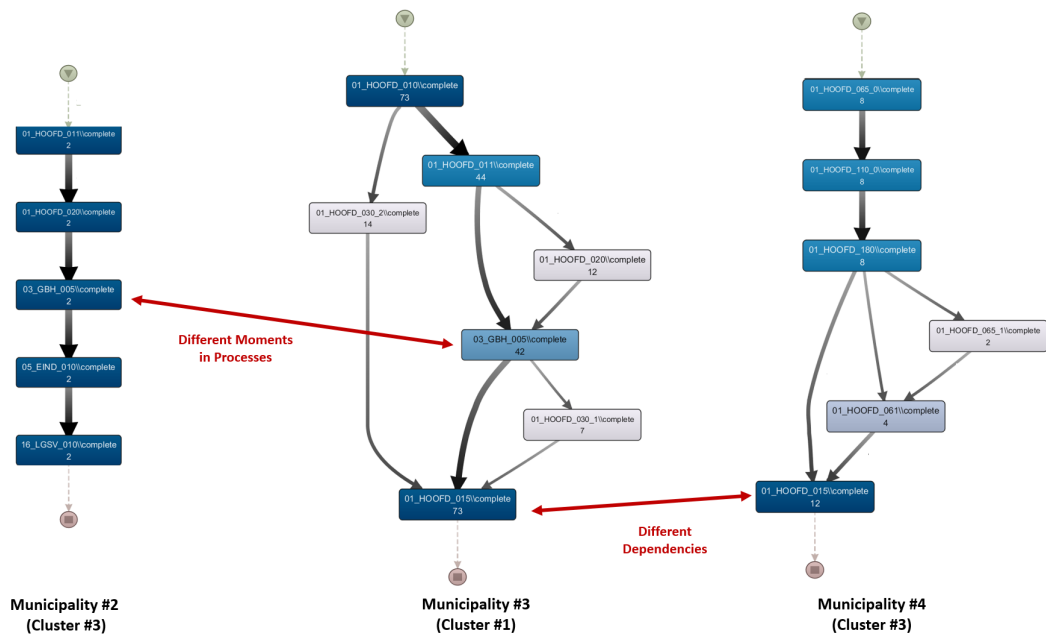 01_HOOFD_011\\complete
2
01_HOOFD_020\\complete
2
03_GBH_005\\complete
2
05_EIND_010\\complete
2
16_LGSV_010\\complete
2
Municipality #2
(Cluster #3)
Different Moments
in Processes
01_HOOFD_010\\complete
73
01_HOOFD_011\\complete
44
01_HOOFD_030_2\\complete
14
01_HOOFD_020\\complete
12
03_GBH_005\\complete
42
01_HOOFD_030_1\\complete
7
01_HOOFD_015\\complete
73
Municipality #3
(Cluster #1)
Different
Dependencies
01_HOOFD_065_0\\complete
8
01_HOOFD_110_0\\complete
8
01_HOOFD_180\\complete
8
01_HOOFD_065_1\\complete
2
01_HOOFD_061\\complete
4
01_HOOFD_015\\complete
12
Municipality #4
(Cluster #3)